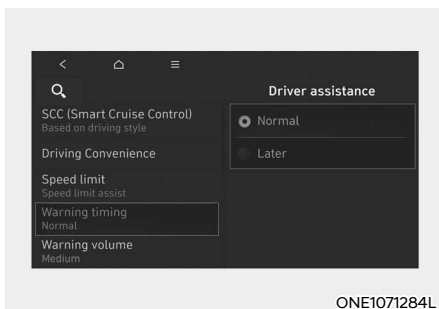 Driver assistance
SCC (Smart Cruise Control)
Based on driving style
Driving Convenience
Speed limit
Speed limit assist
Warning timing
Normal
Warning volume
Medium
Normal
Later
ONE1071284L